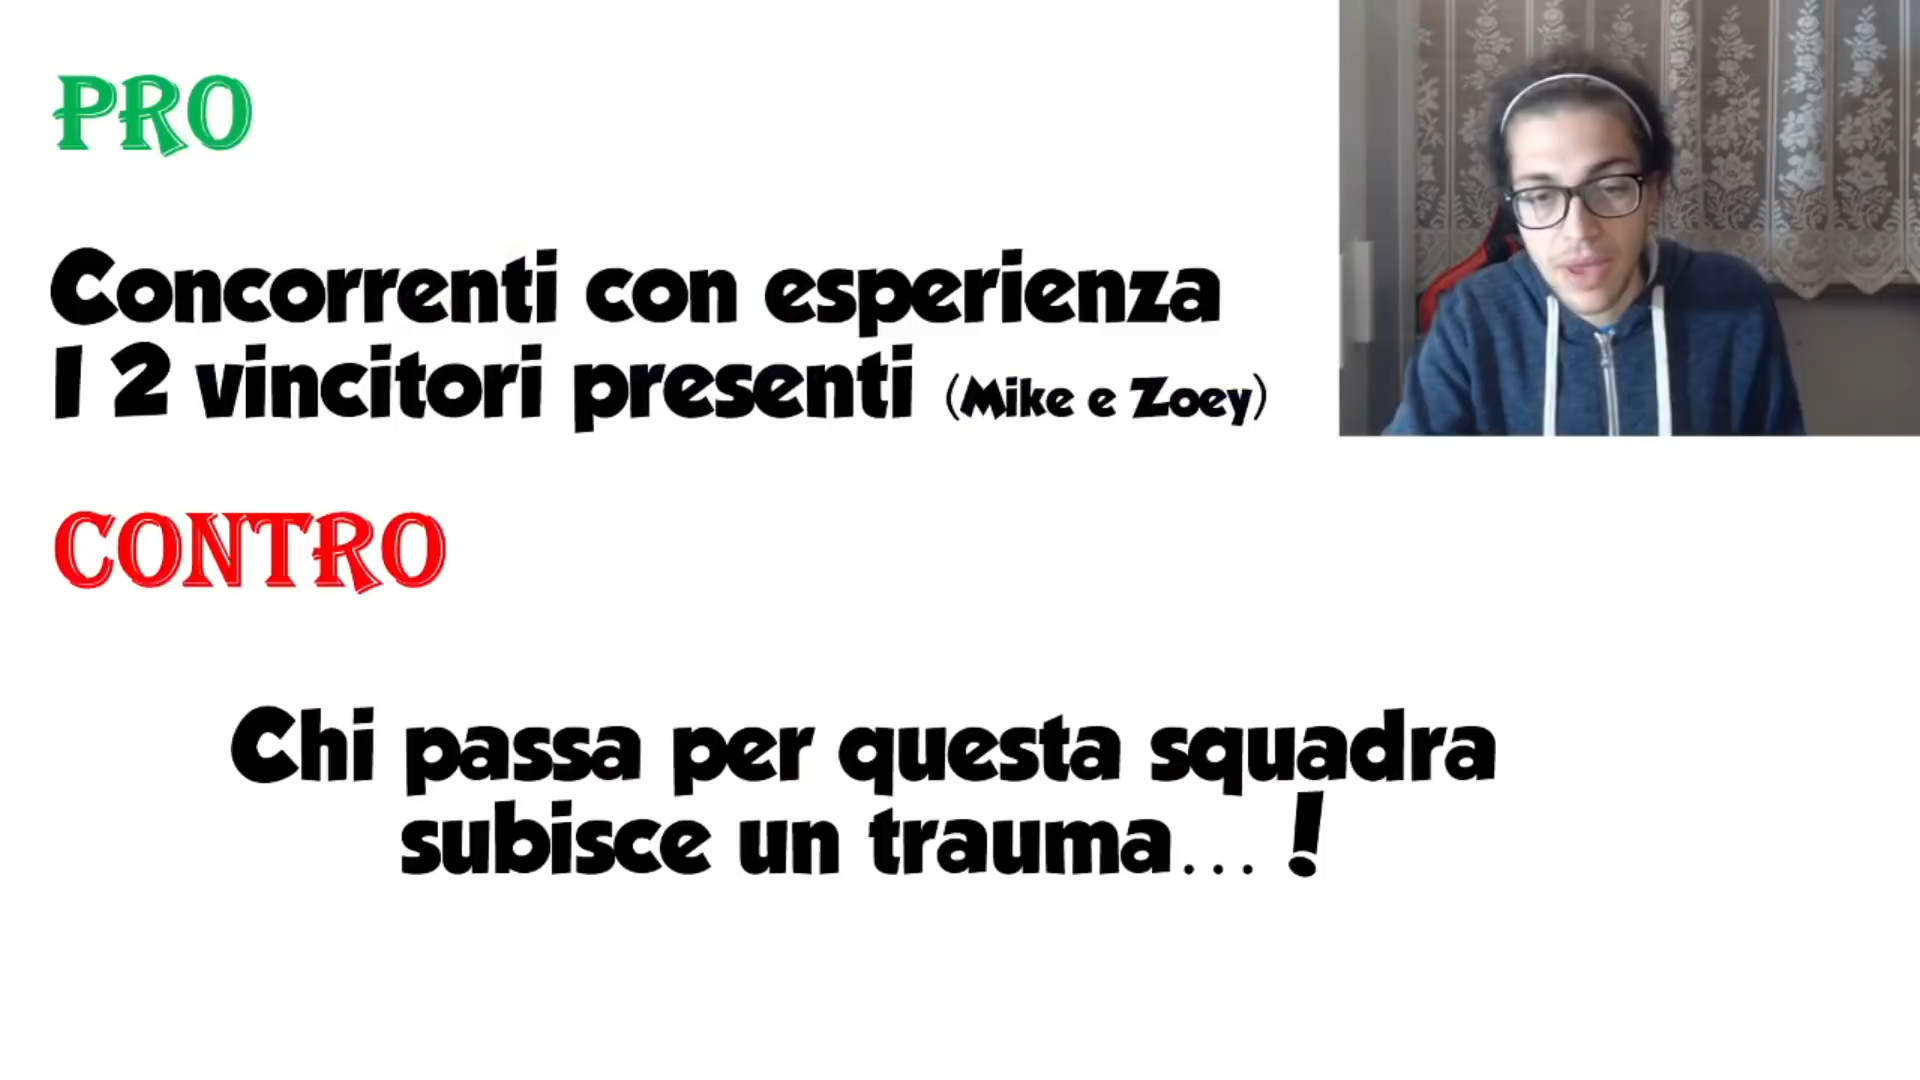 PRO
Concorrenti con esperienza
I 2 vincitori presenti (Mike e Zoey)
CONTRO
Chi passa per questa squadra
subisce un trauma...!